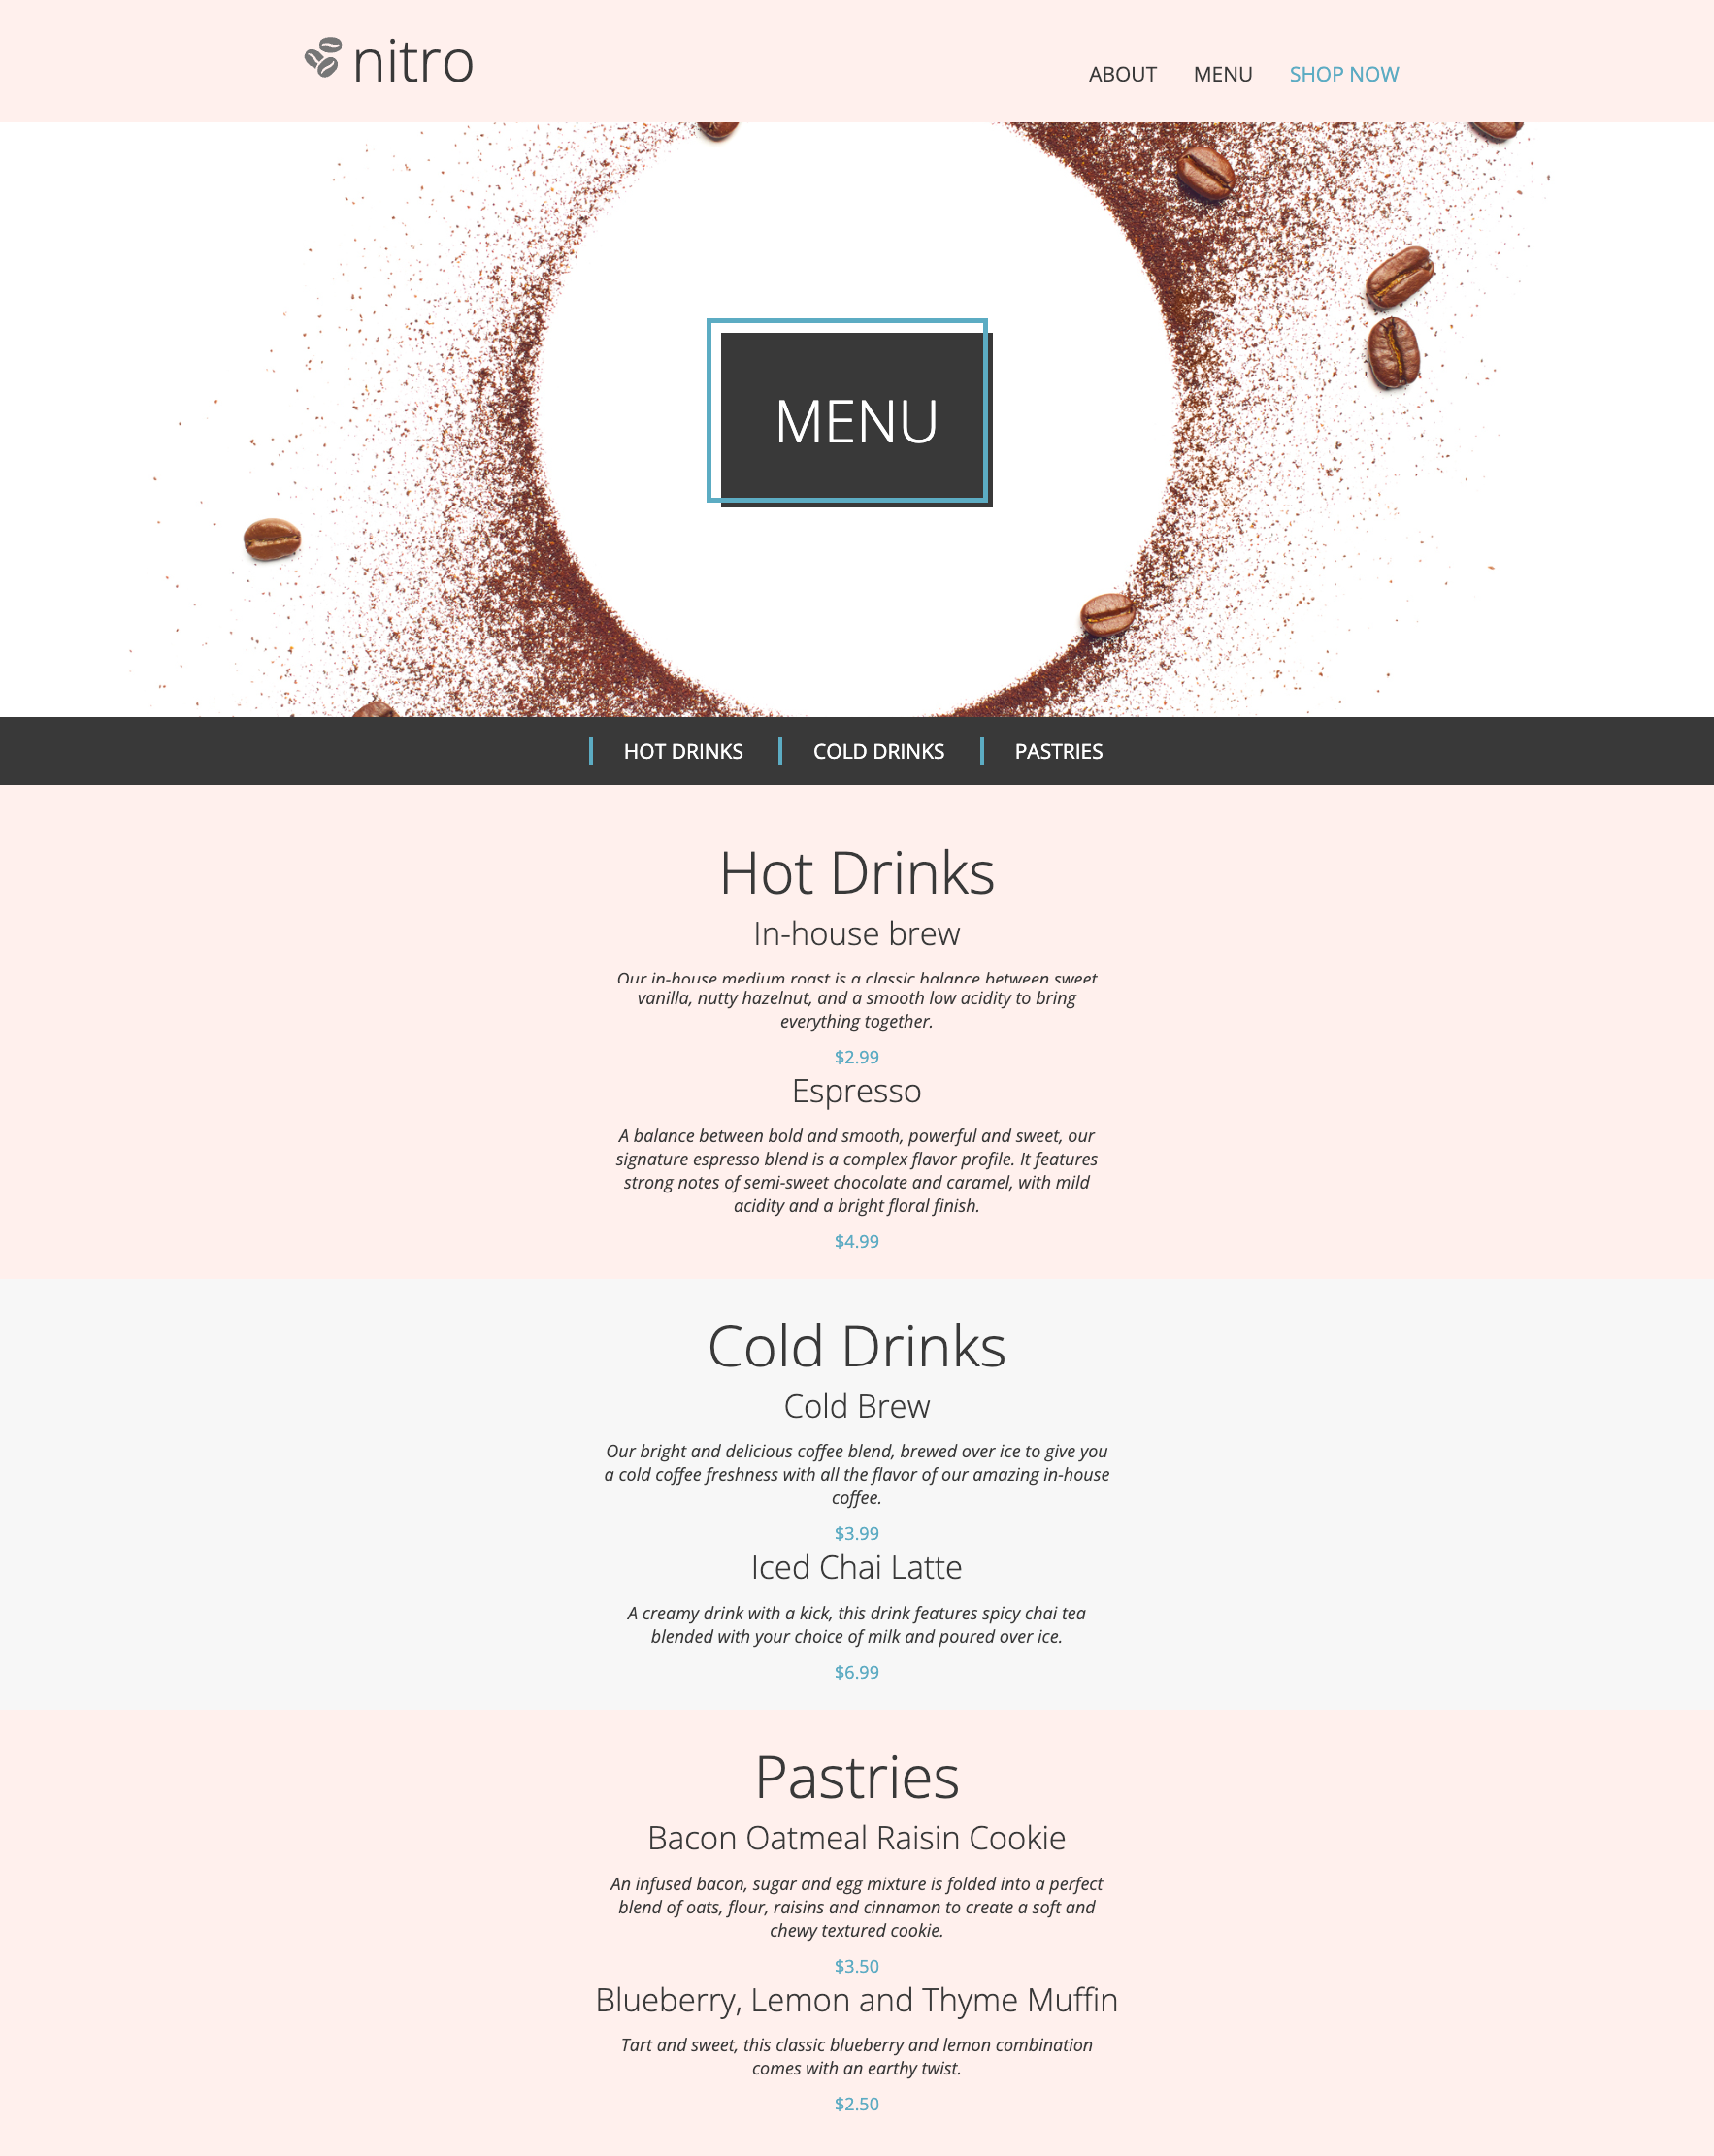 nitro
ABOUT MENU SHOP NOW
MENU
HOT DRINKS COLD DRINKS PASTRIES
Hot Drinks
In-house brew
Our in-house medium roast is a classic balance between sweet
vanilla, nutty hazelnut, and a smooth low acidity to bring
everything together.
$2.99
Espresso
A balance between bold and smooth, powerful and sweet, our
signature espresso blend is a complex flavor profile. It features
strong notes of semi-sweet chocolate and caramel, with mild
acidity and a bright floral finish.
$4.99
Cold Drinks
Cold Brew
Our bright and delicious coffee blend, brewed over ice to give you
a cold coffee freshness with all the flavor of our amazing in-house
coffee.
$3.99
Iced Chai Latte
A creamy drink with a kick, this drink features spicy chai tea
blended with your choice of milk and poured over ice.
$6.99
Pastries
Bacon Oatmeal Raisin Cookie
An infused bacon, sugar and egg mixture is folded into a perfect
blend of oats, flour, raisins and cinnamon to create a soft and
chewy textured cookie.
$3.50
Blueberry, Lemon and Thyme Muffin
Tart and sweet, this classic blueberry and lemon combination
comes with an earthy twist.
$2.50